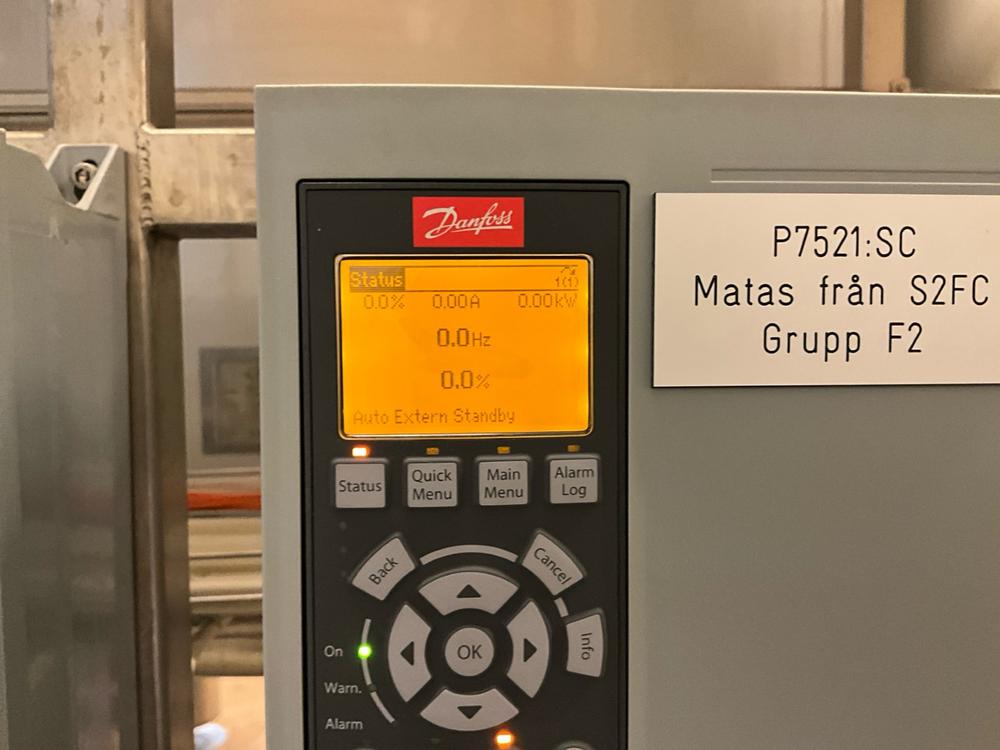 Danfoss
Status
1(1)
0.0% 0.00A 0.00kW
0.0Hz
0.0%
Auto Extern Standby
Status
Quick Menu
Main Menu
Alarm Log
Back
Cancel
Info
OK
On
Warn.
Alarm
P7521:SC
Matas från S2FC
Grupp F2